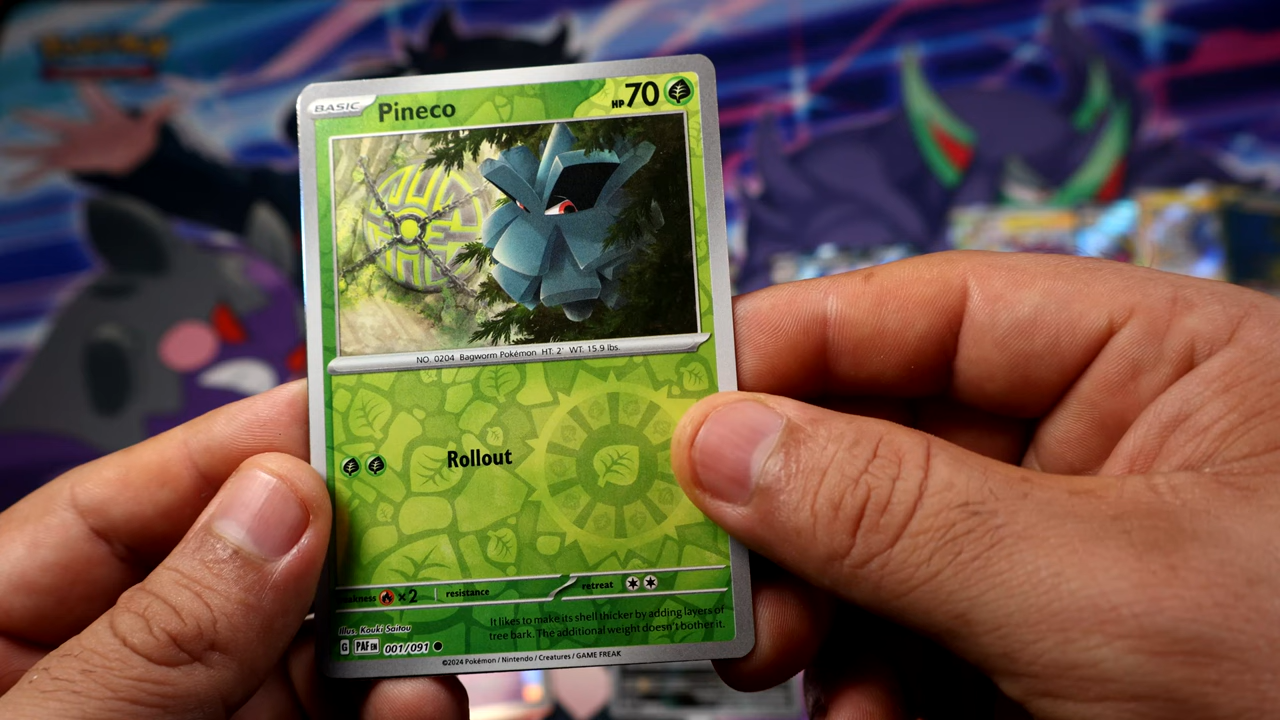 Pokémon
BASIC Pineco HP 70
NO. 0204 Bagworm Pokémon HT: 2' WT: 15.9 lbs.
Rollout
akness × 2 resistance retreat
It likes to make its shell thicker by adding layers of
tree bark. The additional weight doesn't bother it.
Illus. Kouki Saitou
G PAF EN 001/091
©2024 Pokémon / Nintendo / Creatures / GAME FREAK